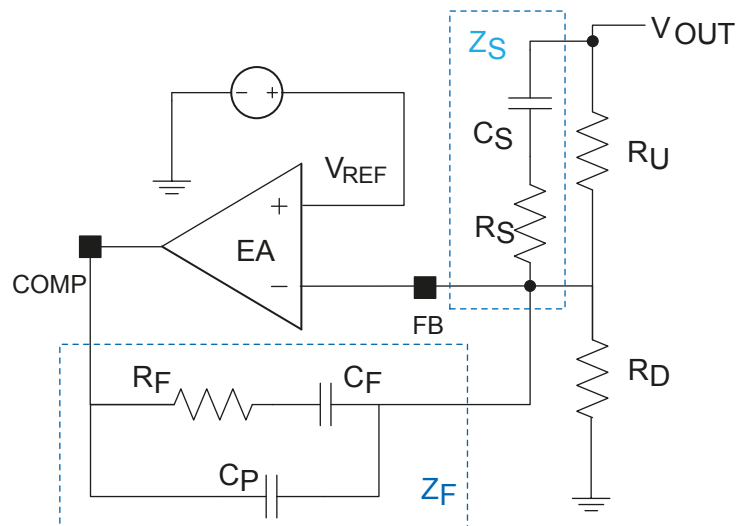 ZS
VOUT
- +
CS
RU
VREF
+
EA
RS
COMP
−
FB
RF
CF
RD
CP
ZF